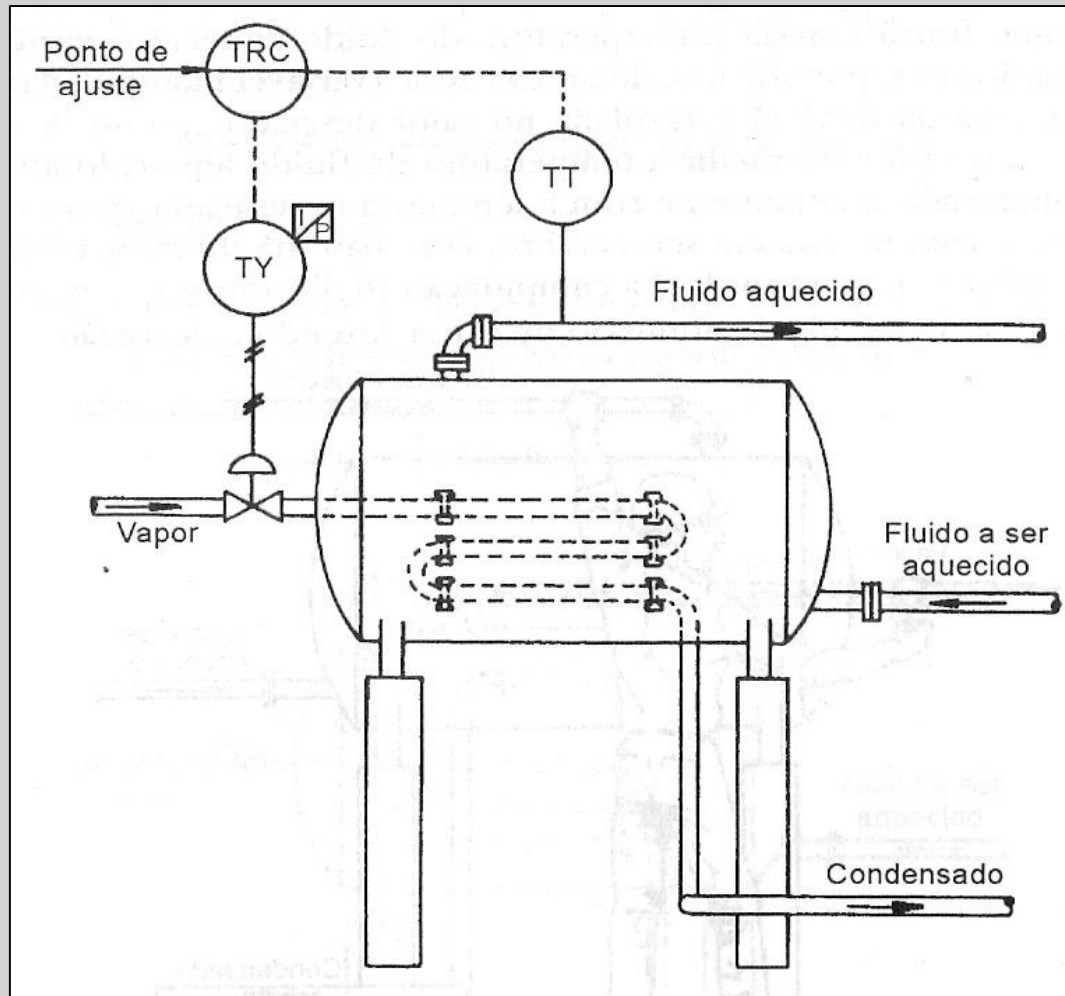 Ponto de
ajuste
TRC
TT
I
P
TY
Fluido aquecido
Vapor
Fluido a ser
aquecido
Condensado